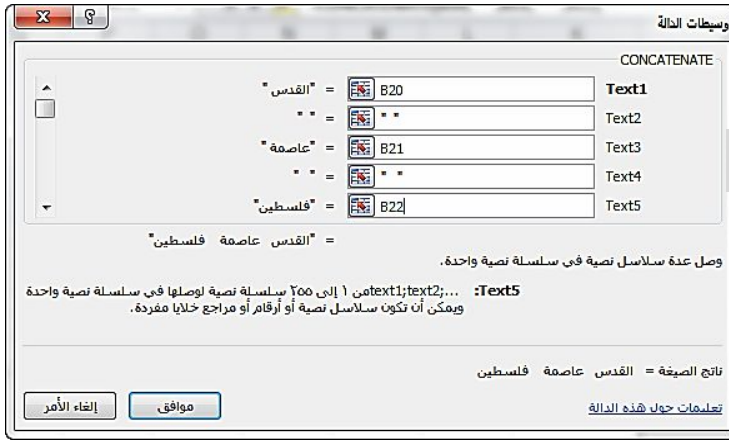 وسيطات الدالة
CONCATENATE
Text1 B20 = "القدس "
Text2 " " = " "
Text3 B21 = "عاصمة "
Text4 " " = " "
Text5 B22 = "فلسطين"
= "القدس عاصمة فلسطين"
وصل عدة سلاسل نصية في سلسلة نصية واحدة.
Text5: text1;text2;... من ١ إلى ٢٥٥ سلسلة نصية لوصلها في سلسلة نصية واحدة
ويمكن أن تكون سلاسل نصية أو أرقام أو مراجع خلايا مفردة.
ناتج الصيغة = القدس عاصمة فلسطين
تعليمات حول هذه الدالة
موافق
إلغاء الأمر